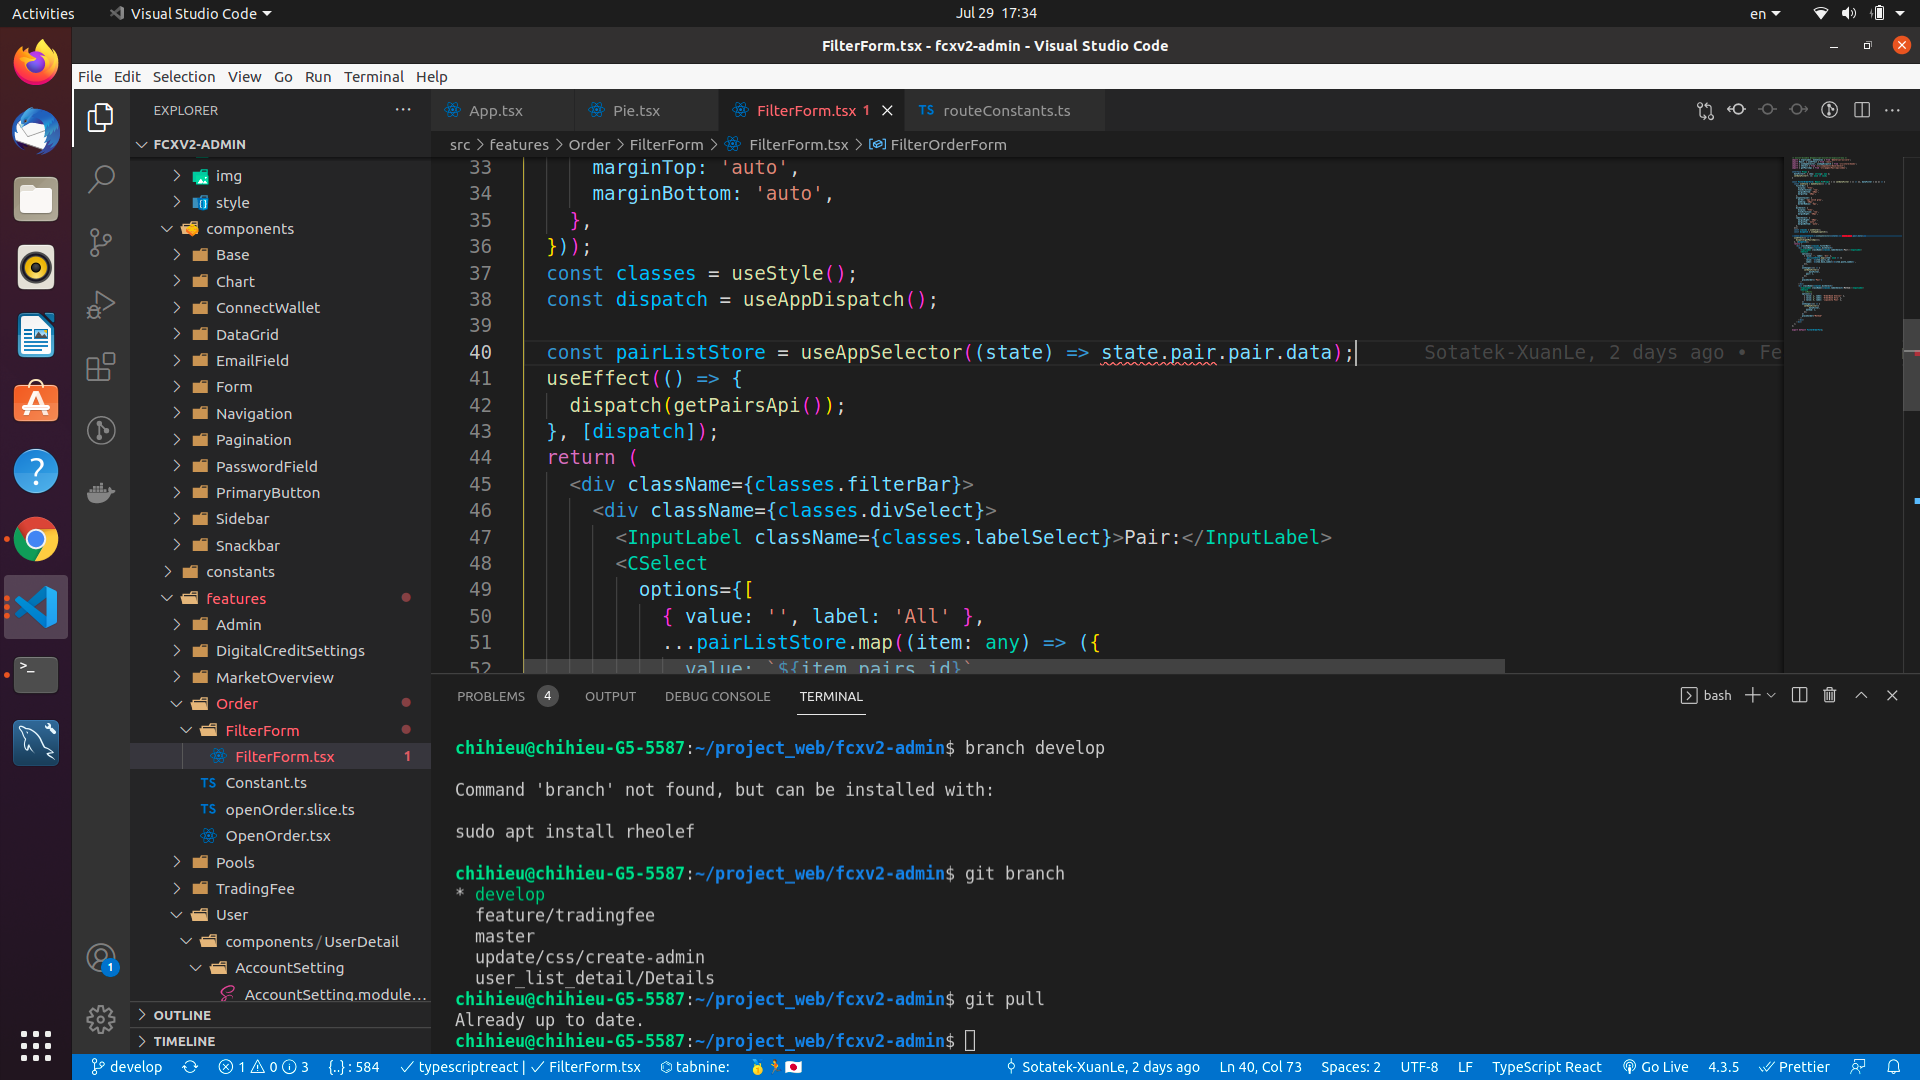 Activities
Visual Studio Code
Jul 29 17:34
en
FilterForm.tsx - fcxv2-admin - Visual Studio Code
File Edit Selection View Go Run Terminal Help
EXPLORER
FCXV2-ADMIN
img
style
components
Base
Chart
ConnectWallet
DataGrid
EmailField
Form
Navigation
Pagination
PasswordField
PrimaryButton
Sidebar
Snackbar
constants
features
Admin
DigitalCreditSettings
MarketOverview
Order
FilterForm
FilterForm.tsx 1
TS Constant.ts
TS openOrder.slice.ts
OpenOrder.tsx
Pools
TradingFee
User
components/UserDetail
AccountSetting
AccountSetting.module...
OUTLINE
TIMELINE
1
App.tsx
Pie.tsx
FilterForm.tsx 1
TS routeConstants.ts
src > features > Order > FilterForm > FilterForm.tsx > FilterOrderForm
33 marginTop: 'auto',
34 marginBottom: 'auto',
35 },
36 }));
37 const classes = useStyle();
38 const dispatch = useAppDispatch();
39
40 const pairListStore = useAppSelector((state) => state.pair.pair.data); Sotatek-XuanLe, 2 days ago • Fe
41 useEffect(() => {
42 dispatch(getPairsApi());
43 }, [dispatch]);
44 return (
45 <div className={classes.filterBar}>
46 <div className={classes.divSelect}>
47 <InputLabel className={classes.labelSelect}>Pair:</InputLabel>
48 <CSelect
49 options={[
50 { value: '', label: 'All' },
51 ...pairListStore.map((item: any) => ({
52 value: `${item.pairs_id}`
PROBLEMS 4 OUTPUT DEBUG CONSOLE TERMINAL
bash
chihieu@chihieu-G5-5587:~/project_web/fcxv2-admin$ branch develop
Command 'branch' not found, but can be installed with:
sudo apt install rheolef
chihieu@chihieu-G5-5587:~/project_web/fcxv2-admin$ git branch
* develop
feature/tradingfee
master
update/css/create-admin
user_list_detail/Details
chihieu@chihieu-G5-5587:~/project_web/fcxv2-admin$ git pull
Already up to date.
chihieu@chihieu-G5-5587:~/project_web/fcxv2-admin$
develop 1 0 3 {..} : 584 typescriptreact | FilterForm.tsx tabnine: Sotatek-XuanLe, 2 days ago Ln 40, Col 73 Spaces: 2 UTF-8 LF TypeScript React Go Live 4.3.5 Prettier